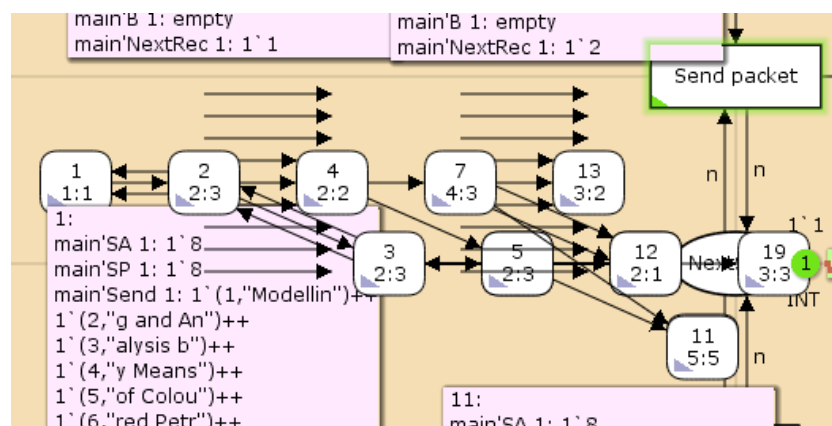 main'B 1: empty
main'NextRec 1: 1`1
main'B 1: empty
main'NextRec 1: 1`2
Send packet
n
n
1
1:1
2
2:3
4
2:2
7
4:3
13
3:2
3
2:3
5
2:3
12
2:1
19
3:3
1`1
1
INT
11
5:5
n
1:
main'SA 1: 1`8
main'SP 1: 1`8
main'Send 1: 1`(1,"Modellin")++
1`(2,"g and An")++
1`(3,"alysis b")++
1`(4,"y Means")++
1`(5,"of Colou")++
1`(6,"red Petr")++
11:
main'SA 1: 1`8